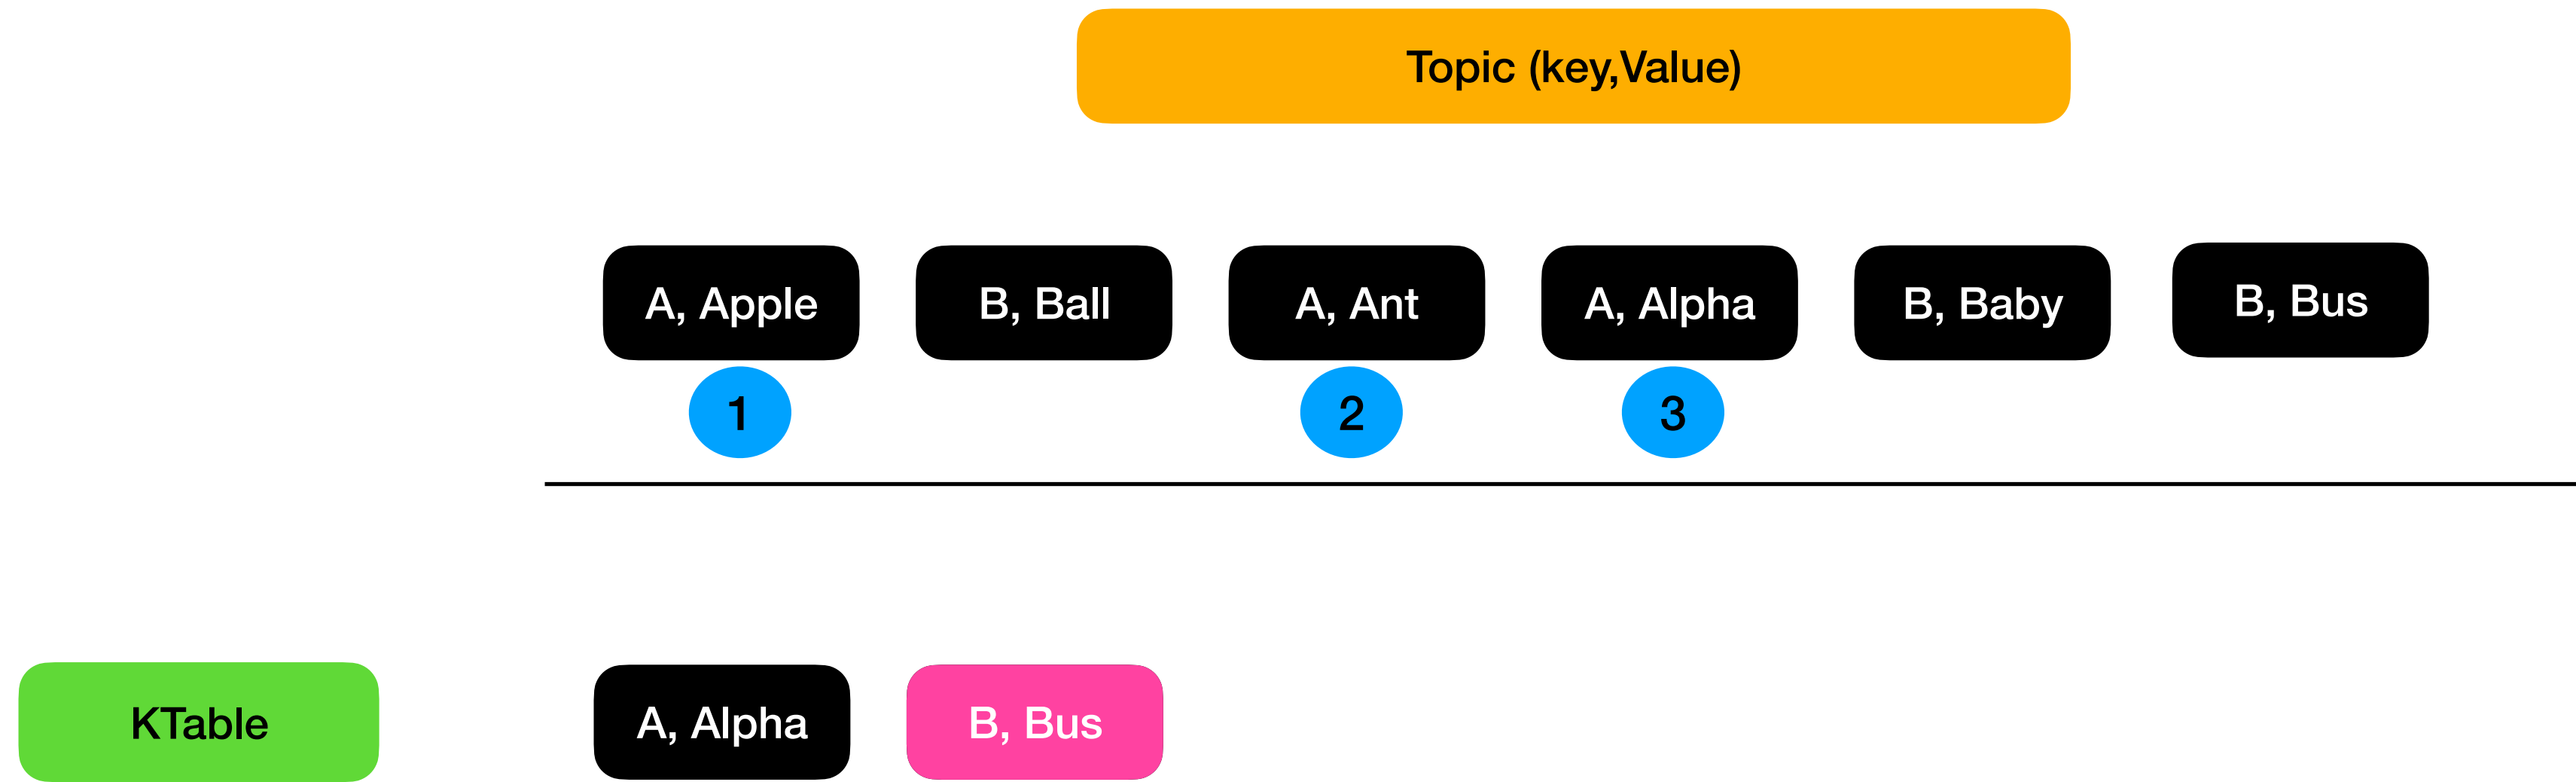 Topic (key,Value)
A, Apple
B, Ball
A, Ant
A, Alpha
B, Baby
B, Bus
1
2
3
KTable
A, Alpha
B, Bus